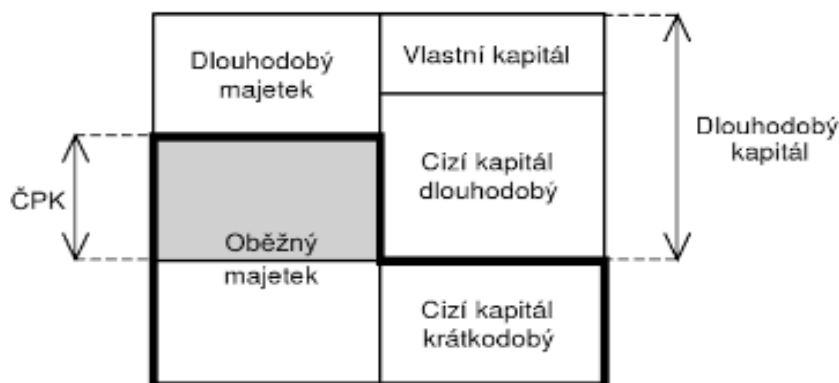 Dlouhodobý
majetek
Vlastní kapitál
Dlouhodobý
kapitál
Cizí kapitál
dlouhodobý
ČPK
Oběžný
majetek
Cizí kapitál
krátkodobý